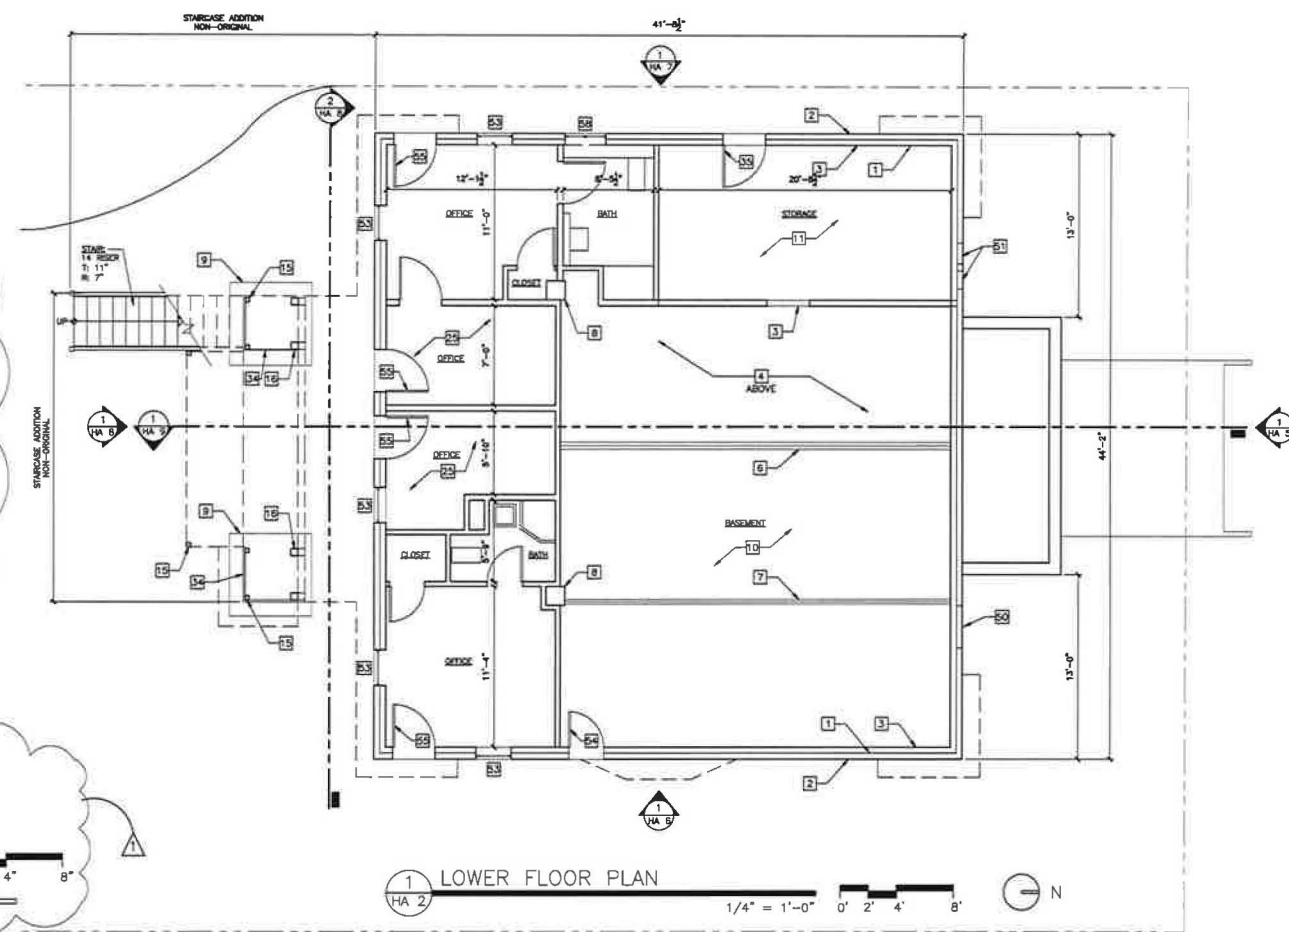 STAIRCASE ADDITION
NON-ORIGINAL
41'-8½"
1
HA 7
2
HA 8
53
58
2
55
35
3
1
12'-1½"
6'-5½"
20'-8½"
53
OFFICE
11'-0"
BATH
STORAGE
11
13'-0"
51
STAIR:
14 RISER
T: 11"
R: 7"
9
15
CLOSET
UP
8
3
25
OFFICE
7'-0"
55
34
16
4
ABOVE
1
HA 8
1
HA 9
1
HA 5
44'-2"
STAIRCASE ADDITION
NON-ORIGINAL
55
OFFICE
25
8'-10"
6
53
9
16
BASEMENT
10
CLOSET
BATH
15
34
8
7
50
15
53
OFFICE
11'-4"
13'-0"
55
54
1
3
53
2
1
HA 6
1
4"
8"
1
HA 2
LOWER FLOOR PLAN
1/4" = 1'-0"
0' 2' 4' 8'
N